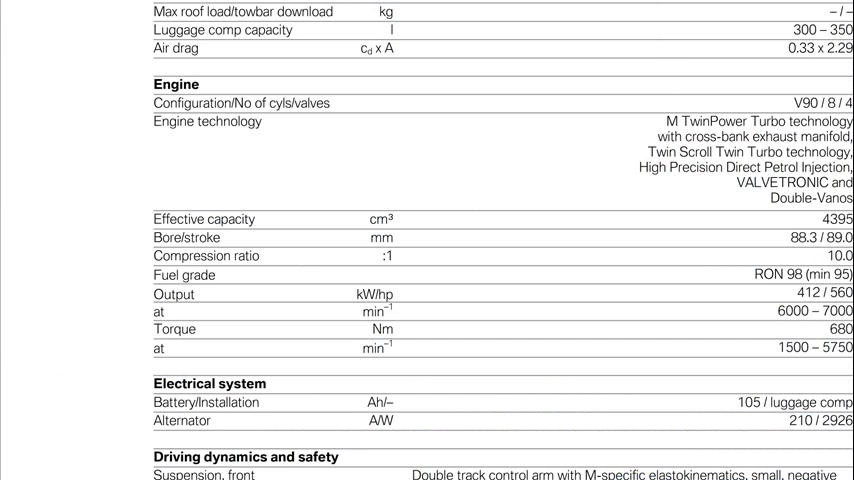 Max roof load/towbar download kg – / –
Luggage comp capacity l 300 – 350
Air drag cd x A 0.33 x 2.29
Engine
Configuration/No of cyls/valves V90 / 8 / 4
Engine technology M TwinPower Turbo technology
with cross-bank exhaust manifold,
Twin Scroll Twin Turbo technology,
High Precision Direct Petrol Injection,
VALVETRONIC and
Double-Vanos
Effective capacity cm³ 4395
Bore/stroke mm 88.3 / 89.0
Compression ratio :1 10.0
Fuel grade RON 98 (min 95)
Output kW/hp 412 / 560
at min⁻¹ 6000 – 7000
Torque Nm 680
at min⁻¹ 1500 – 5750
Electrical system
Battery/Installation Ah/– 105 / luggage comp
Alternator A/W 210 / 2926
Driving dynamics and safety
Suspension, front Double track control arm with M-specific elastokinematics, small, negative